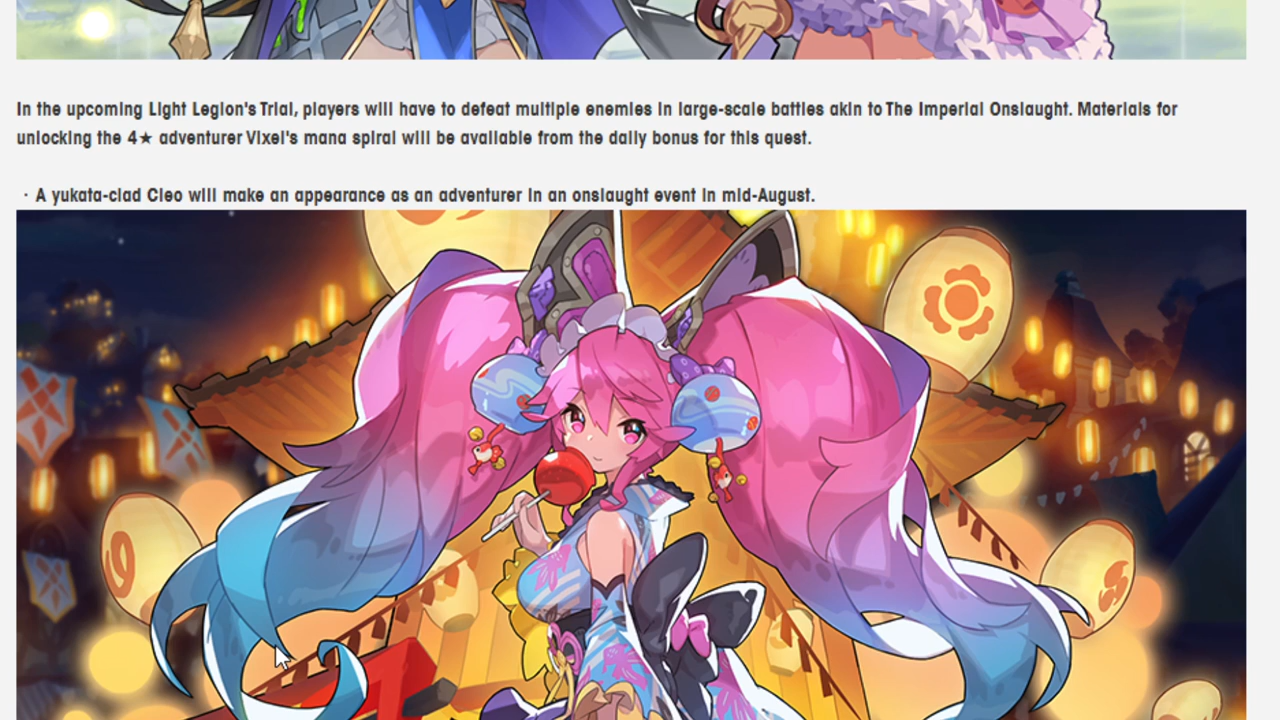 In the upcoming Light Legion's Trial, players will have to defeat multiple enemies in large-scale battles akin to The Imperial Onslaught. Materials for
unlocking the 4★ adventurer Vixel's mana spiral will be available from the daily bonus for this quest.
· A yukata-clad Cleo will make an appearance as an adventurer in an onslaught event in mid-August.